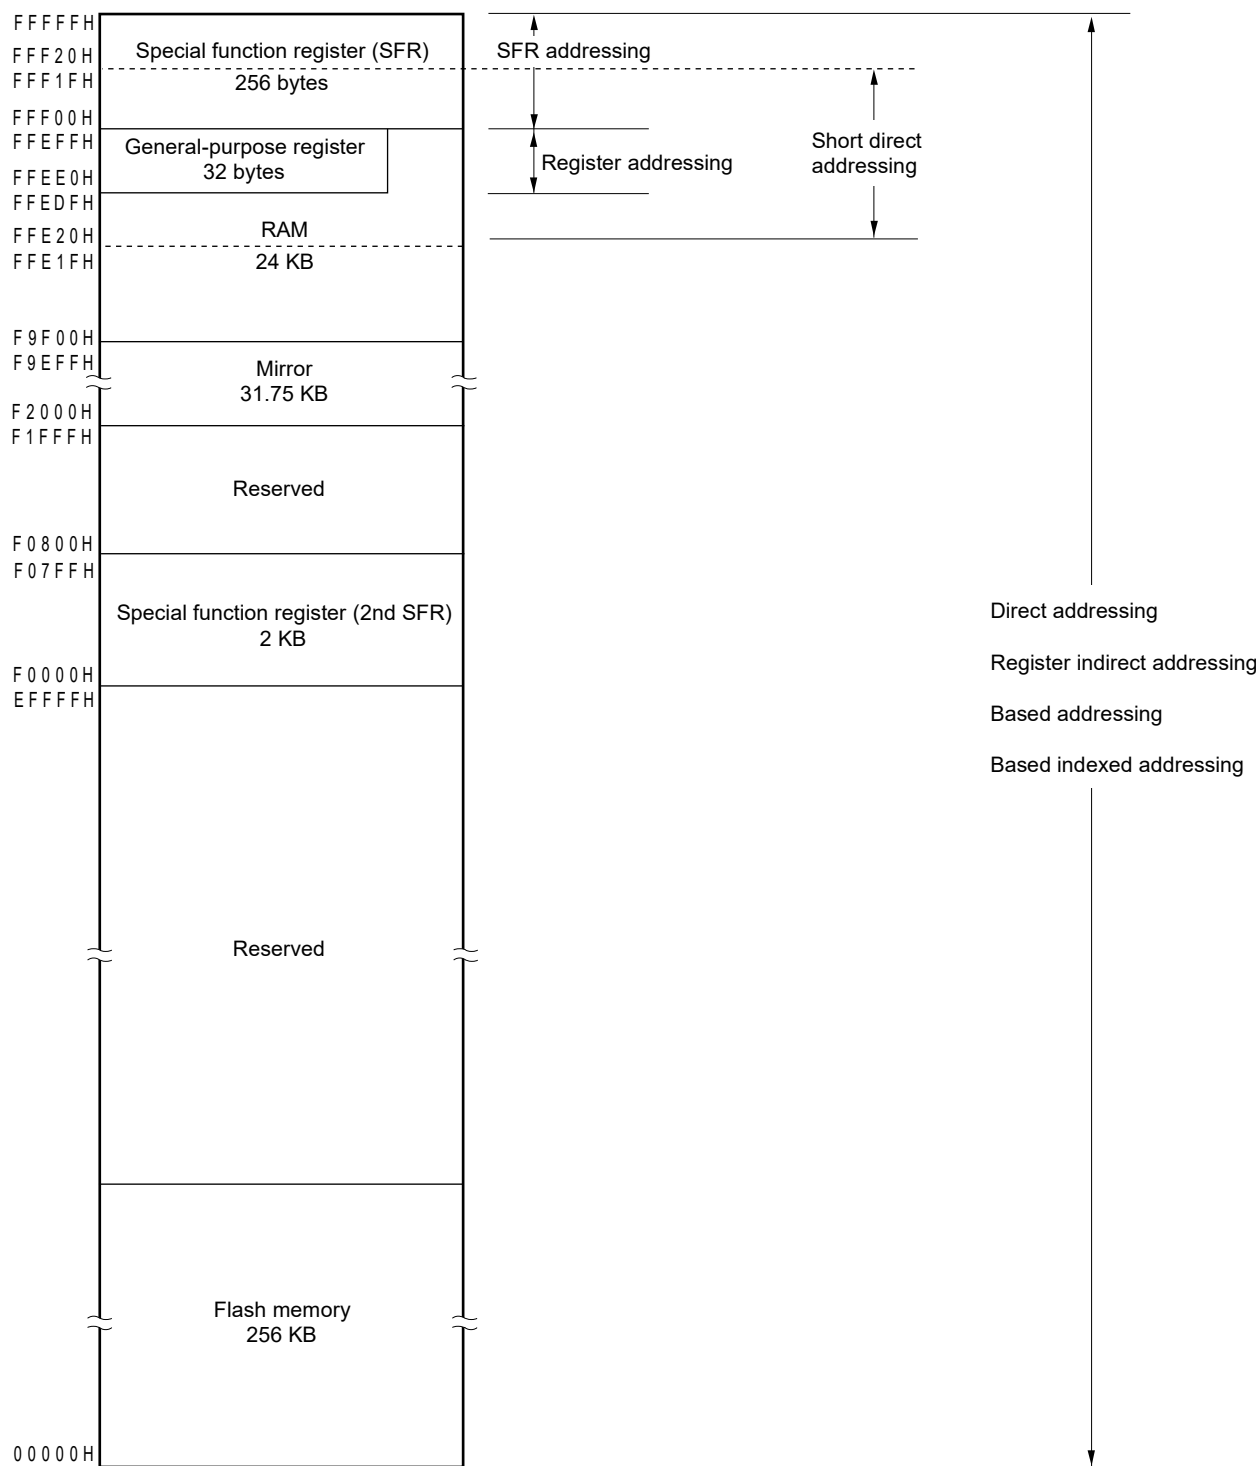 FFFFFH
FFF20H
Special function register (SFR)
SFR addressing
FFF1FH
256 bytes
FFF00H
FFEFFH
General-purpose register
32 bytes
Register addressing
Short direct
addressing
FFEE0H
FFEDFH
RAM
FFE20H
FFE1FH
24 KB
F9F00H
F9EFFH
Mirror
31.75 KB
F2000H
F1FFFH
Reserved
F0800H
F07FFH
Special function register (2nd SFR)
2 KB
Direct addressing
Register indirect addressing
Based addressing
Based indexed addressing
F0000H
EFFFFH
Reserved
Flash memory
256 KB
00000H